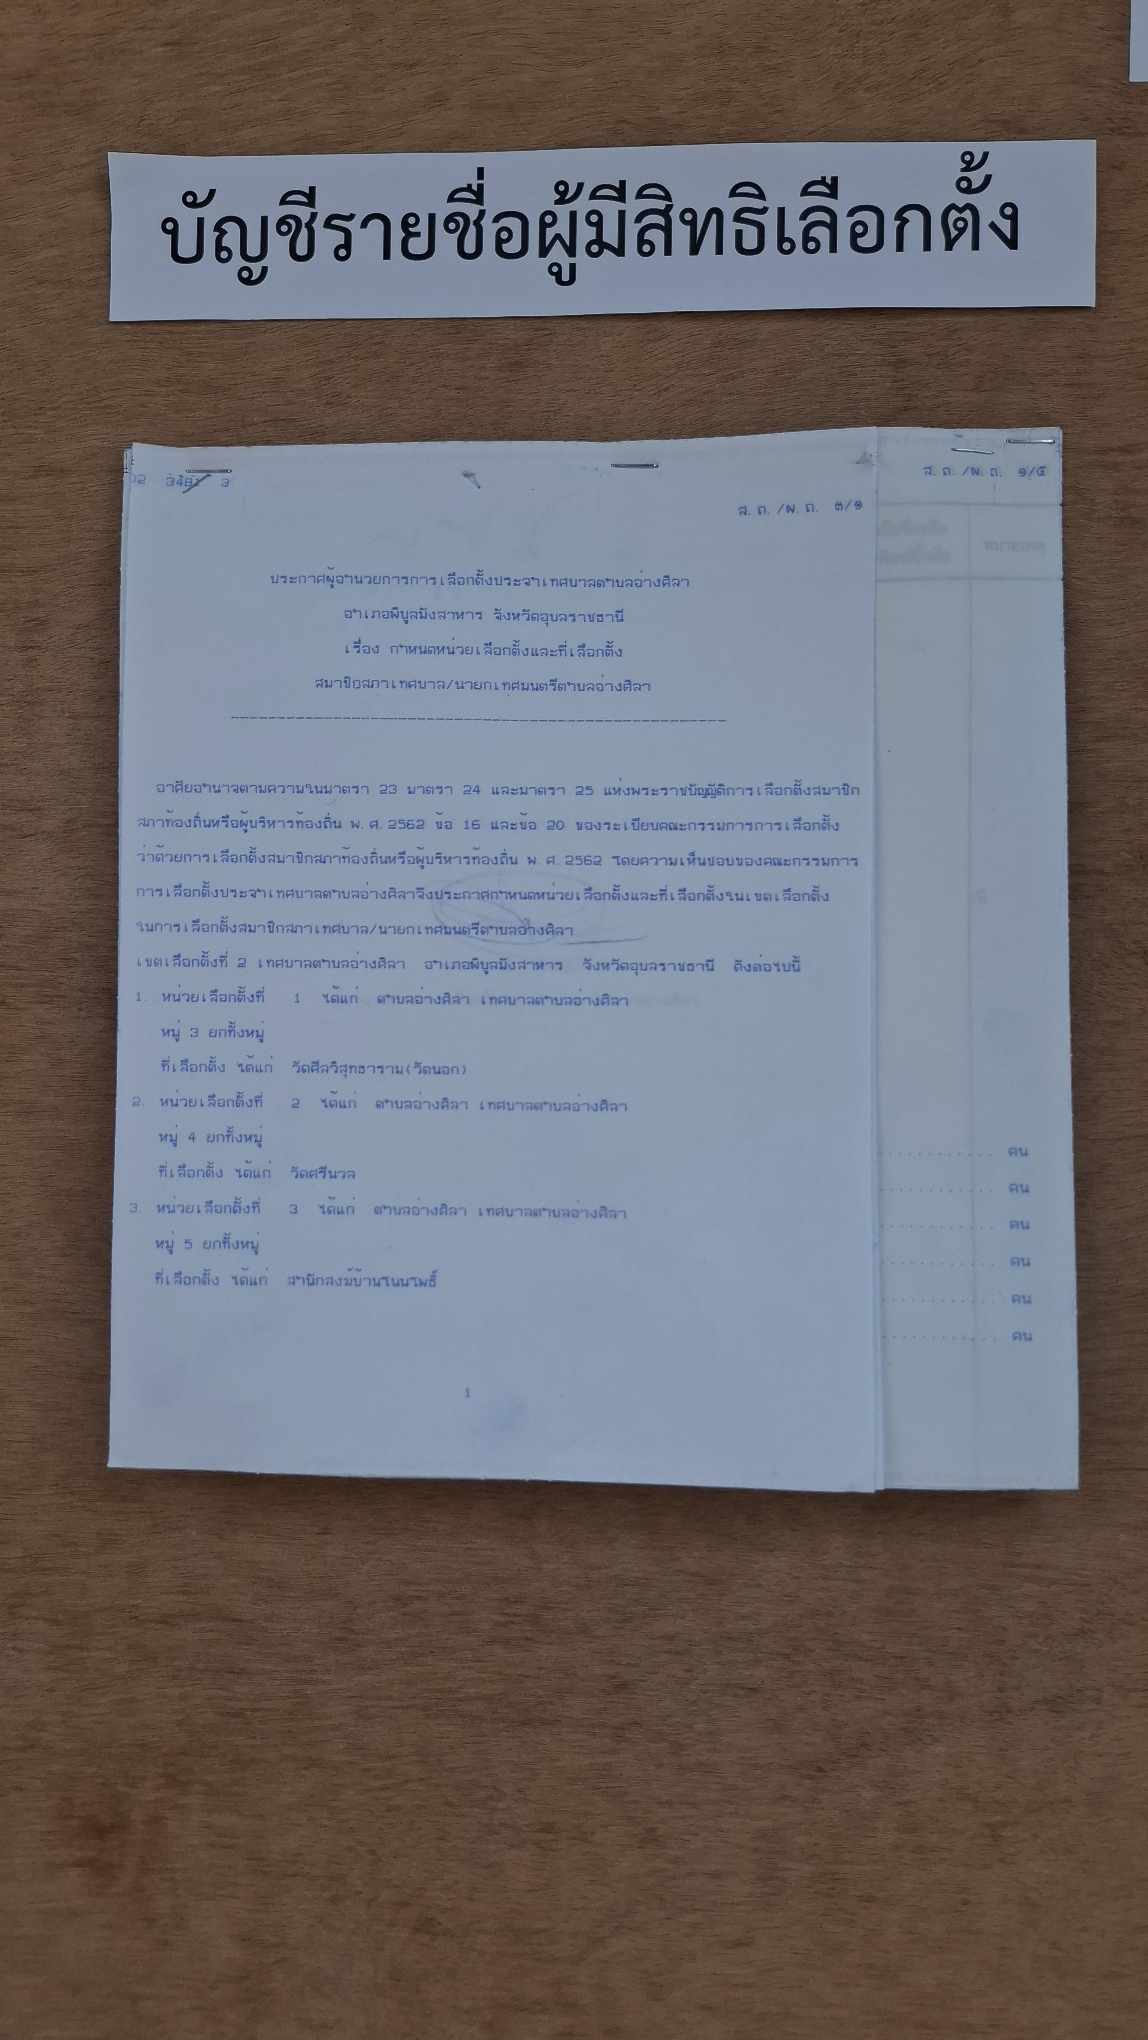 บัญชีรายชื่อผู้มีสิทธิเลือกตั้ง
ส.ถ./ผ.ถ. ๑/๕
ส.ถ./ผ.ถ. ๓/๑
ประกาศผู้อำนวยการการเลือกตั้งประจำเทศบาลตำบลอ่างศิลา
อำเภอพิบูลมังสาหาร จังหวัดอุบลราชธานี
เรื่อง กำหนดหน่วยเลือกตั้งและที่เลือกตั้ง
สมาชิกสภาเทศบาล/นายกเทศมนตรีตำบลอ่างศิลา
อาศัยอำนาจตามความในมาตรา 23 มาตรา 24 และมาตรา 25 แห่งพระราชบัญญัติการเลือกตั้งสมาชิก
สภาท้องถิ่นหรือผู้บริหารท้องถิ่น พ.ศ.2562 ข้อ 16 และข้อ 20 ของระเบียบคณะกรรมการการเลือกตั้ง
ว่าด้วยการเลือกตั้งสมาชิกสภาท้องถิ่นหรือผู้บริหารท้องถิ่น พ.ศ.2562 โดยความเห็นชอบของคณะกรรมการ
การเลือกตั้งประจำเทศบาลตำบลอ่างศิลาจึงประกาศกำหนดหน่วยเลือกตั้งและที่เลือกตั้งในเขตเลือกตั้ง
ในการเลือกตั้งสมาชิกสภาเทศบาล/นายกเทศมนตรีตำบลอ่างศิลา
เขตเลือกตั้งที่ 2 เทศบาลตำบลอ่างศิลา อำเภอพิบูลมังสาหาร จังหวัดอุบลราชธานี ดังต่อไปนี้
1. หน่วยเลือกตั้งที่ 1 ได้แก่ ตำบลอ่างศิลา เทศบาลตำบลอ่างศิลา
หมู่ 3 ยกทั้งหมู่
ที่เลือกตั้ง ได้แก่ วัดศีลวิสุทธาราม(วัดนอก)
2. หน่วยเลือกตั้งที่ 2 ได้แก่ ตำบลอ่างศิลา เทศบาลตำบลอ่างศิลา
หมู่ 4 ยกทั้งหมู่
ที่เลือกตั้ง ได้แก่ วัดศรีนวล
3. หน่วยเลือกตั้งที่ 3 ได้แก่ ตำบลอ่างศิลา เทศบาลตำบลอ่างศิลา
หมู่ 5 ยกทั้งหมู่
ที่เลือกตั้ง ได้แก่ สำนักสงฆ์บ้านโนนโพธิ์
1
คน
คน
คน
คน
คน
คน